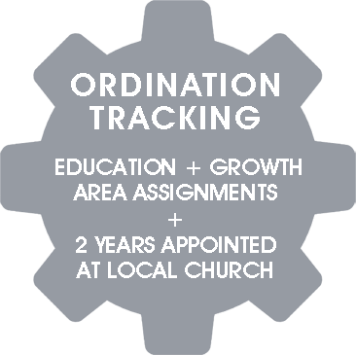 ORDINATION
TRACKING
EDUCATION + GROWTH
AREA ASSIGNMENTS
+
2 YEARS APPOINTED
AT LOCAL CHURCH